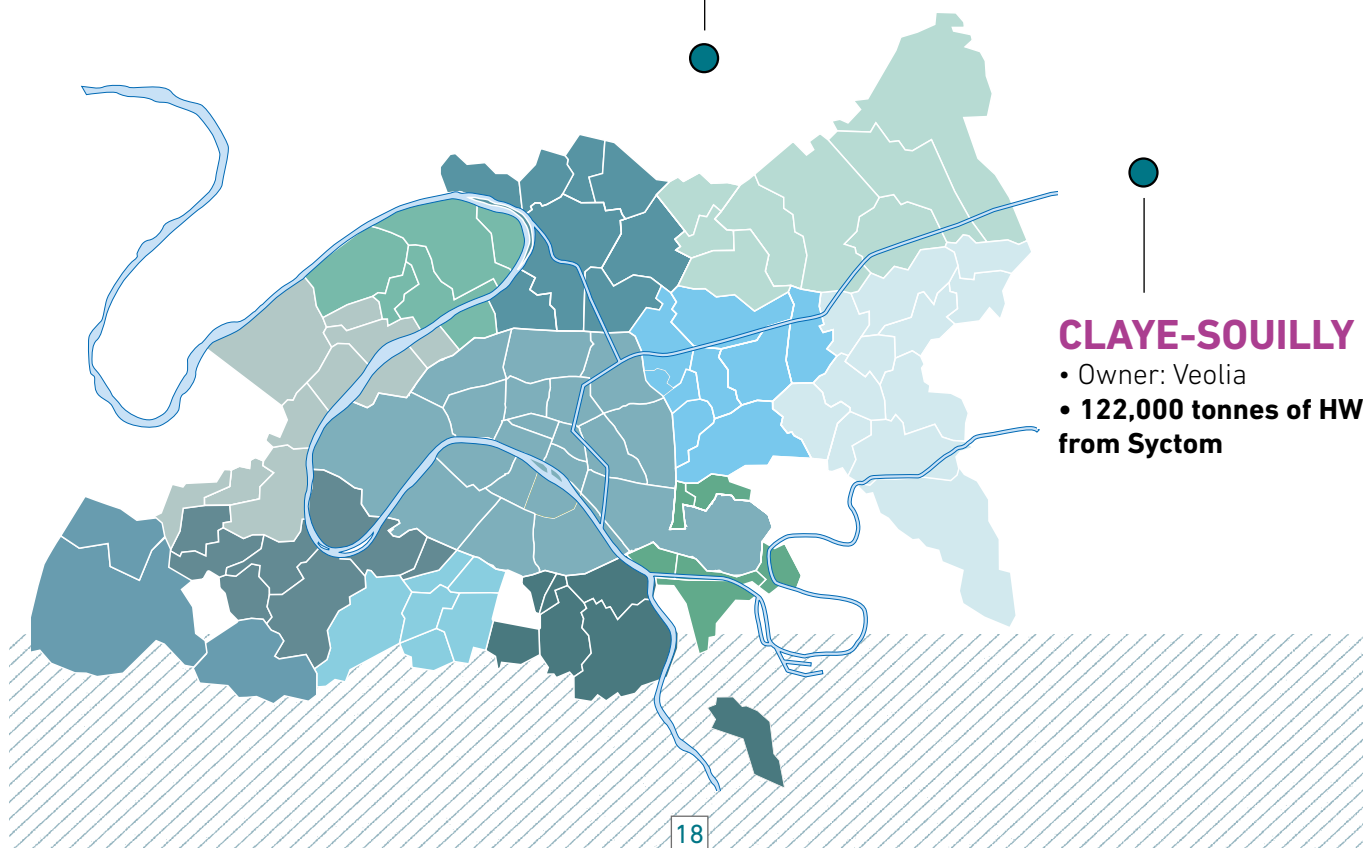 CLAYE-SOUILLY
• Owner: Veolia
• 122,000 tonnes of HW
from Syctom
18